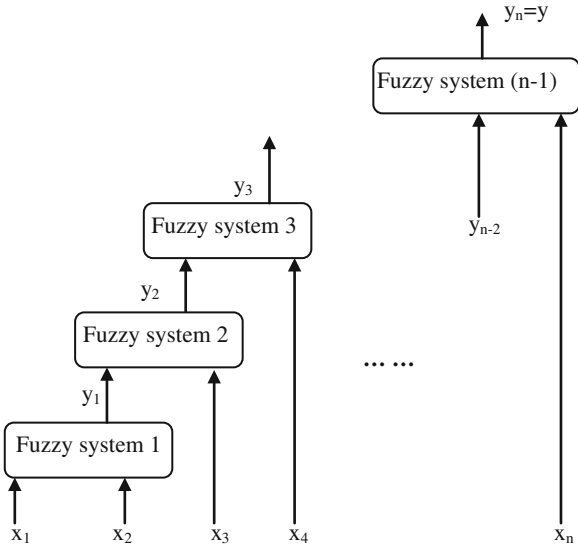 yₙ=y
Fuzzy system (n-1)
y₃
Fuzzy system 3
yₙ₋₂
y₂
Fuzzy system 2
... ...
y₁
Fuzzy system 1
x₁ x₂ x₃ x₄ xₙ